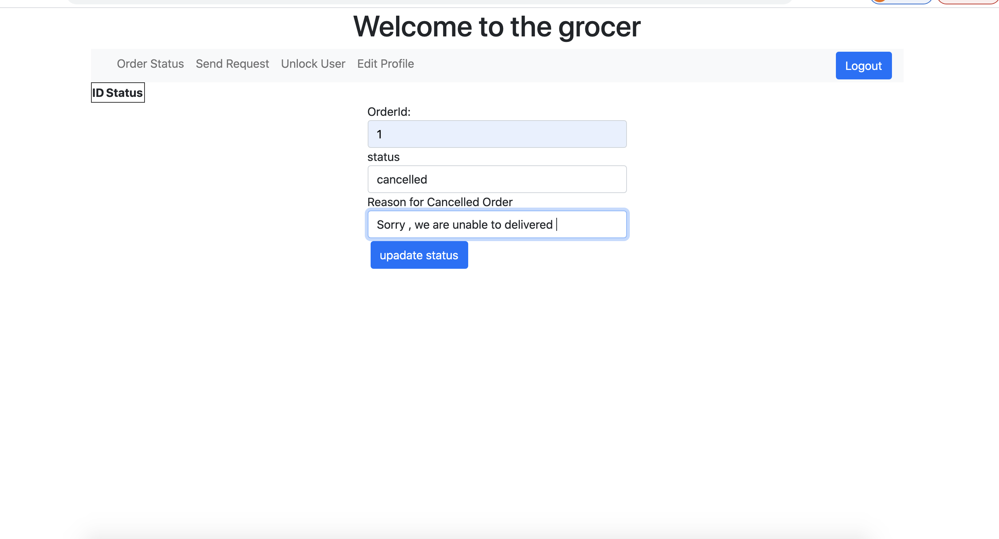 Welcome to the grocer
Order Status Send Request Unlock User Edit Profile Logout
ID Status
OrderId:
1
status
cancelled
Reason for Cancelled Order
Sorry , we are unable to delivered
upadate status